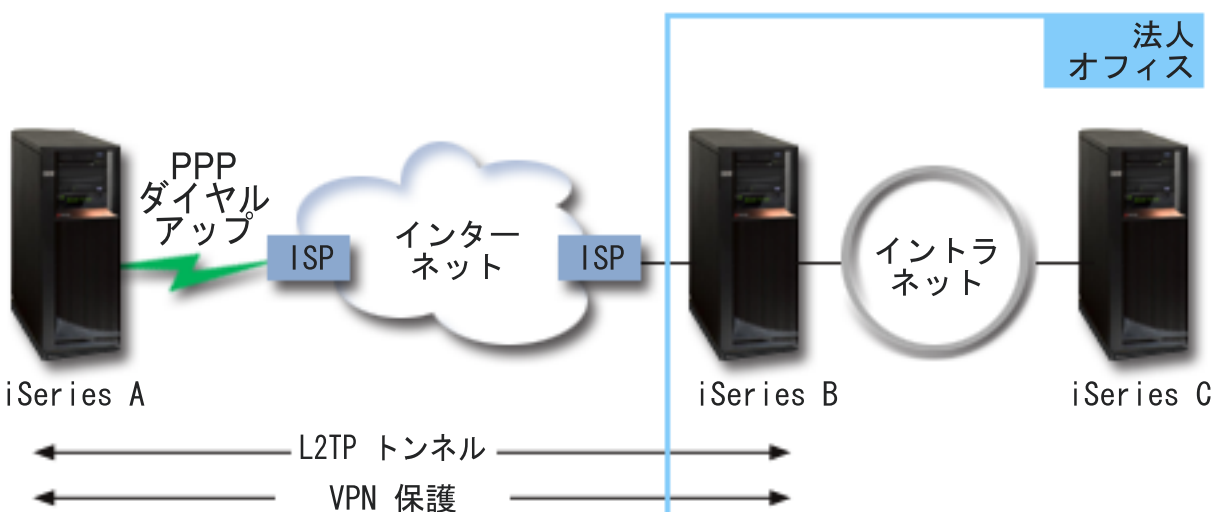 法人
オフィス
PPP
ダイヤル
アップ
ISP
インター
ネット
ISP
イントラ
ネット
iSeries A
iSeries B
iSeries C
L2TP トンネル
VPN 保護